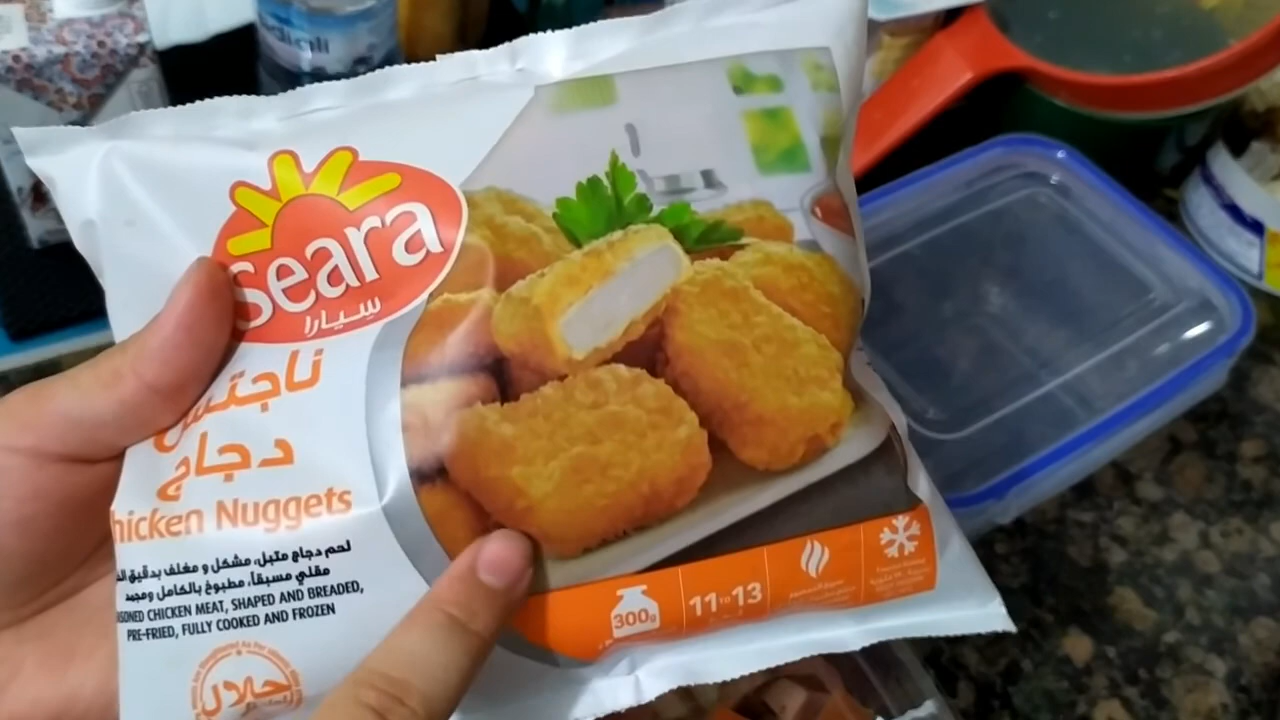 seara
سيارا
ناجتس
دجاج
hicken Nuggets
لحم دجاج متبل، مشكل و مغلف بدقيق
مقلي مسبقاً، مطبوخ بالكامل ومجمد
SONED CHICKEN MEAT, SHAPED AND BREADED,
PRE-FRIED, FULLY COOKED AND FROZEN
300g
11 TO 13
حلال